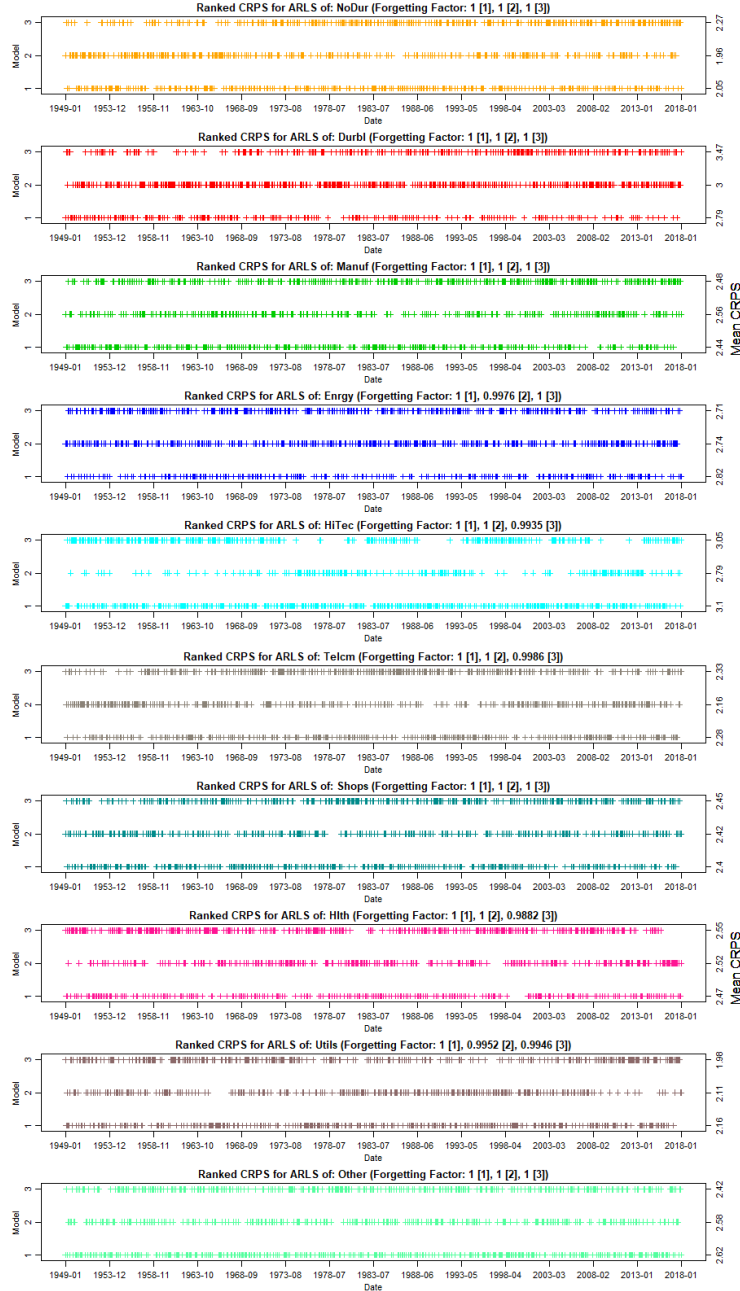 Ranked CRPS for ARLS of: NoDur (Forgetting Factor: 1 [1], 1 [2], 1 [3])
Model
3
2
1
2.27
1.96
2.05
1949-01 1953-12 1958-11 1963-10 1968-09 1973-08 1978-07 1983-06 1988-06 1993-05 1998-04 2003-03 2008-02 2013-01 2018-01
Date
Ranked CRPS for ARLS of: Durbl (Forgetting Factor: 1 [1], 1 [2], 1 [3])
Model
3
2
1
3.47
3
2.79
1949-01 1953-12 1958-11 1963-10 1968-09 1973-08 1978-07 1983-06 1988-06 1993-05 1998-04 2003-03 2008-02 2013-01 2018-01
Date
Ranked CRPS for ARLS of: Manuf (Forgetting Factor: 1 [1], 1 [2], 1 [3])
Model
3
2
1
2.48
2.56
2.44
Mean CRPS
1949-01 1953-12 1958-11 1963-10 1968-09 1973-08 1978-07 1983-06 1988-06 1993-05 1998-04 2003-03 2008-02 2013-01 2018-01
Date
Ranked CRPS for ARLS of: Enrgy (Forgetting Factor: 1 [1], 0.9976 [2], 1 [3])
Model
3
2
1
2.71
2.74
2.82
1949-01 1953-12 1958-11 1963-10 1968-09 1973-08 1978-07 1983-06 1988-06 1993-05 1998-04 2003-03 2008-02 2013-01 2018-01
Date
Ranked CRPS for ARLS of: HiTec (Forgetting Factor: 1 [1], 1 [2], 0.9935 [3])
Model
3
2
1
3.05
2.79
3.1
1949-01 1953-12 1958-11 1963-10 1968-09 1973-08 1978-07 1983-06 1988-06 1993-05 1998-04 2003-03 2008-02 2013-01 2018-01
Date
Ranked CRPS for ARLS of: Telcm (Forgetting Factor: 1 [1], 1 [2], 0.9986 [3])
Model
3
2
1
2.33
2.16
2.28
1949-01 1953-12 1958-11 1963-10 1968-09 1973-08 1978-07 1983-06 1988-06 1993-05 1998-04 2003-03 2008-02 2013-01 2018-01
Date
Ranked CRPS for ARLS of: Shops (Forgetting Factor: 1 [1], 1 [2], 1 [3])
Model
3
2
1
2.45
2.42
2.4
1949-01 1953-12 1958-11 1963-10 1968-09 1973-08 1978-07 1983-06 1988-06 1993-05 1998-04 2003-03 2008-02 2013-01 2018-01
Date
Ranked CRPS for ARLS of: Hlth (Forgetting Factor: 1 [1], 1 [2], 0.9882 [3])
Model
3
2
1
2.55
2.52
2.47
Mean CRPS
1949-01 1953-12 1958-11 1963-10 1968-09 1973-08 1978-07 1983-06 1988-06 1993-05 1998-04 2003-03 2008-02 2013-01 2018-01
Date
Ranked CRPS for ARLS of: Utils (Forgetting Factor: 1 [1], 0.9952 [2], 0.9946 [3])
Model
3
2
1
1.98
2.11
2.16
1949-01 1953-12 1958-11 1963-10 1968-09 1973-08 1978-07 1983-06 1988-06 1993-05 1998-04 2003-03 2008-02 2013-01 2018-01
Date
Ranked CRPS for ARLS of: Other (Forgetting Factor: 1 [1], 1 [2], 1 [3])
Model
3
2
1
2.42
2.58
2.62
1949-01 1953-12 1958-11 1963-10 1968-09 1973-08 1978-07 1983-06 1988-06 1993-05 1998-04 2003-03 2008-02 2013-01 2018-01
Date